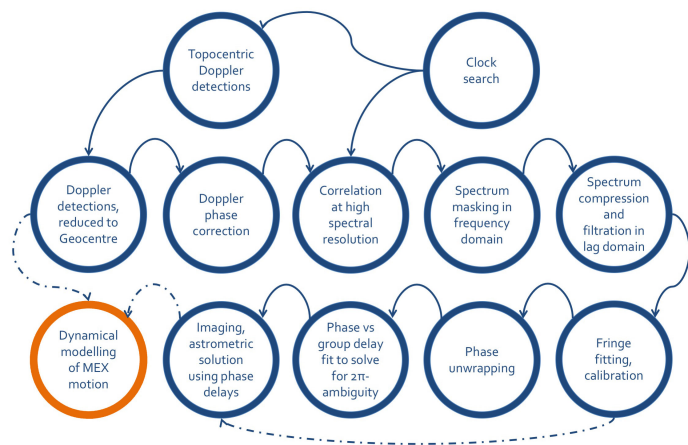 Topocentric
Doppler
detections
Clock
search
Doppler
detections,
reduced to
Geocentre
Doppler
phase
correction
Correlation
at high
spectral
resolution
Spectrum
masking in
frequency
domain
Spectrum
compression
and
filtration in
lag domain
Dynamical
modelling
of MEX
motion
Imaging,
astrometric
solution
using phase
delays
Phase vs
group delay
fit to solve
for 2π-
ambiguity
Phase
unwrapping
Fringe
fitting,
calibration